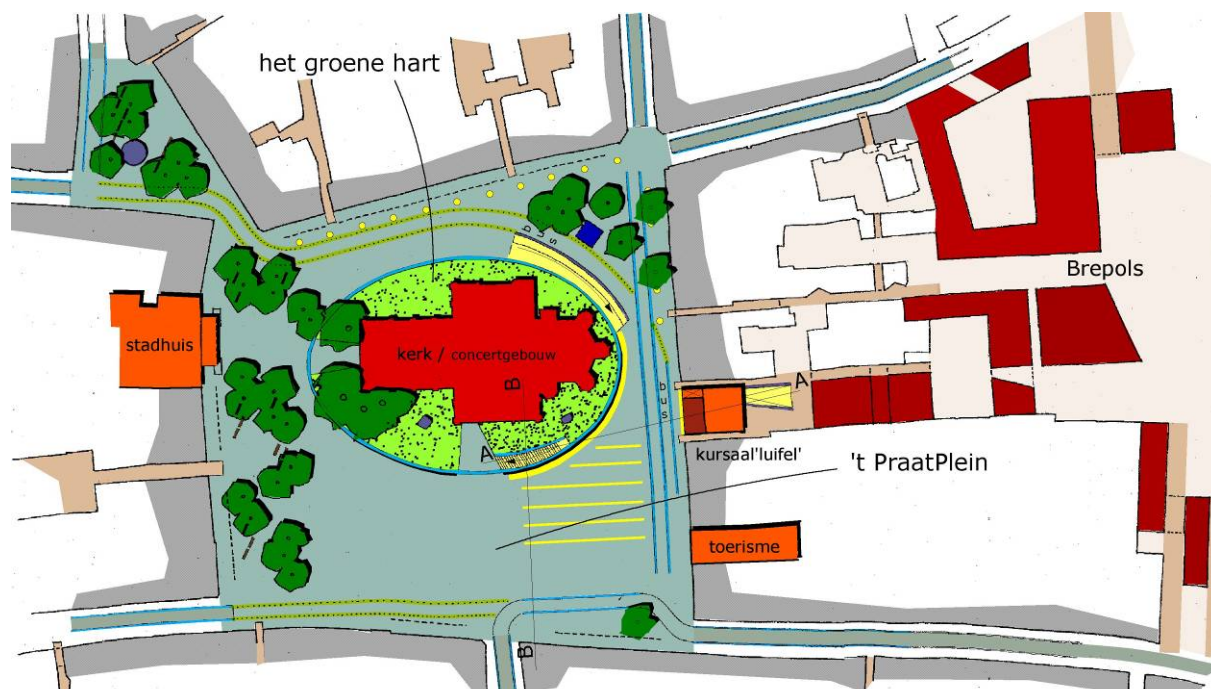 het groene hart
bus
Brepols
stadhuis
kerk / concertgebouw
A
B
bus
A
kursaal'luifel'
't PraatPlein
toerisme
B